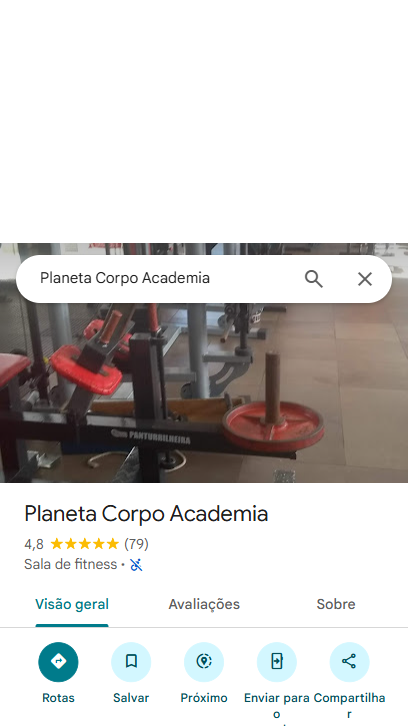 Planeta Corpo Academia
PANTURRILHEIRA
Planeta Corpo Academia
4,8 (79)
Sala de fitness ·
Visão geral
Avaliações
Sobre
Rotas
Salvar
Próximo
Enviar para o
Compartilhar